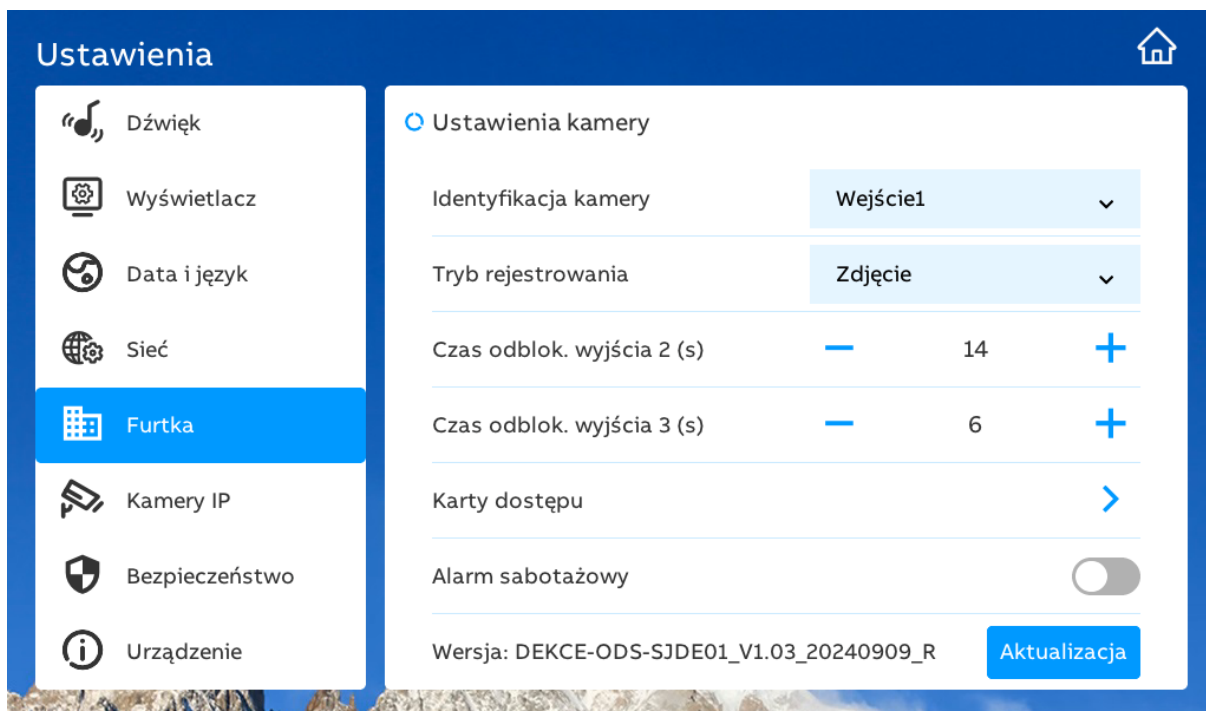 Ustawienia
Dźwięk
Wyświetlacz
Data i język
Sieć
Furtka
Kamery IP
Bezpieczeństwo
Urządzenie
Ustawienia kamery
Identyfikacja kamery Wejście1
Tryb rejestrowania Zdjęcie
Czas odblok. wyjścia 2 (s) 14
Czas odblok. wyjścia 3 (s) 6
Karty dostępu
Alarm sabotażowy
Wersja: DEKCE-ODS-SJDE01_V1.03_20240909_R Aktualizacja